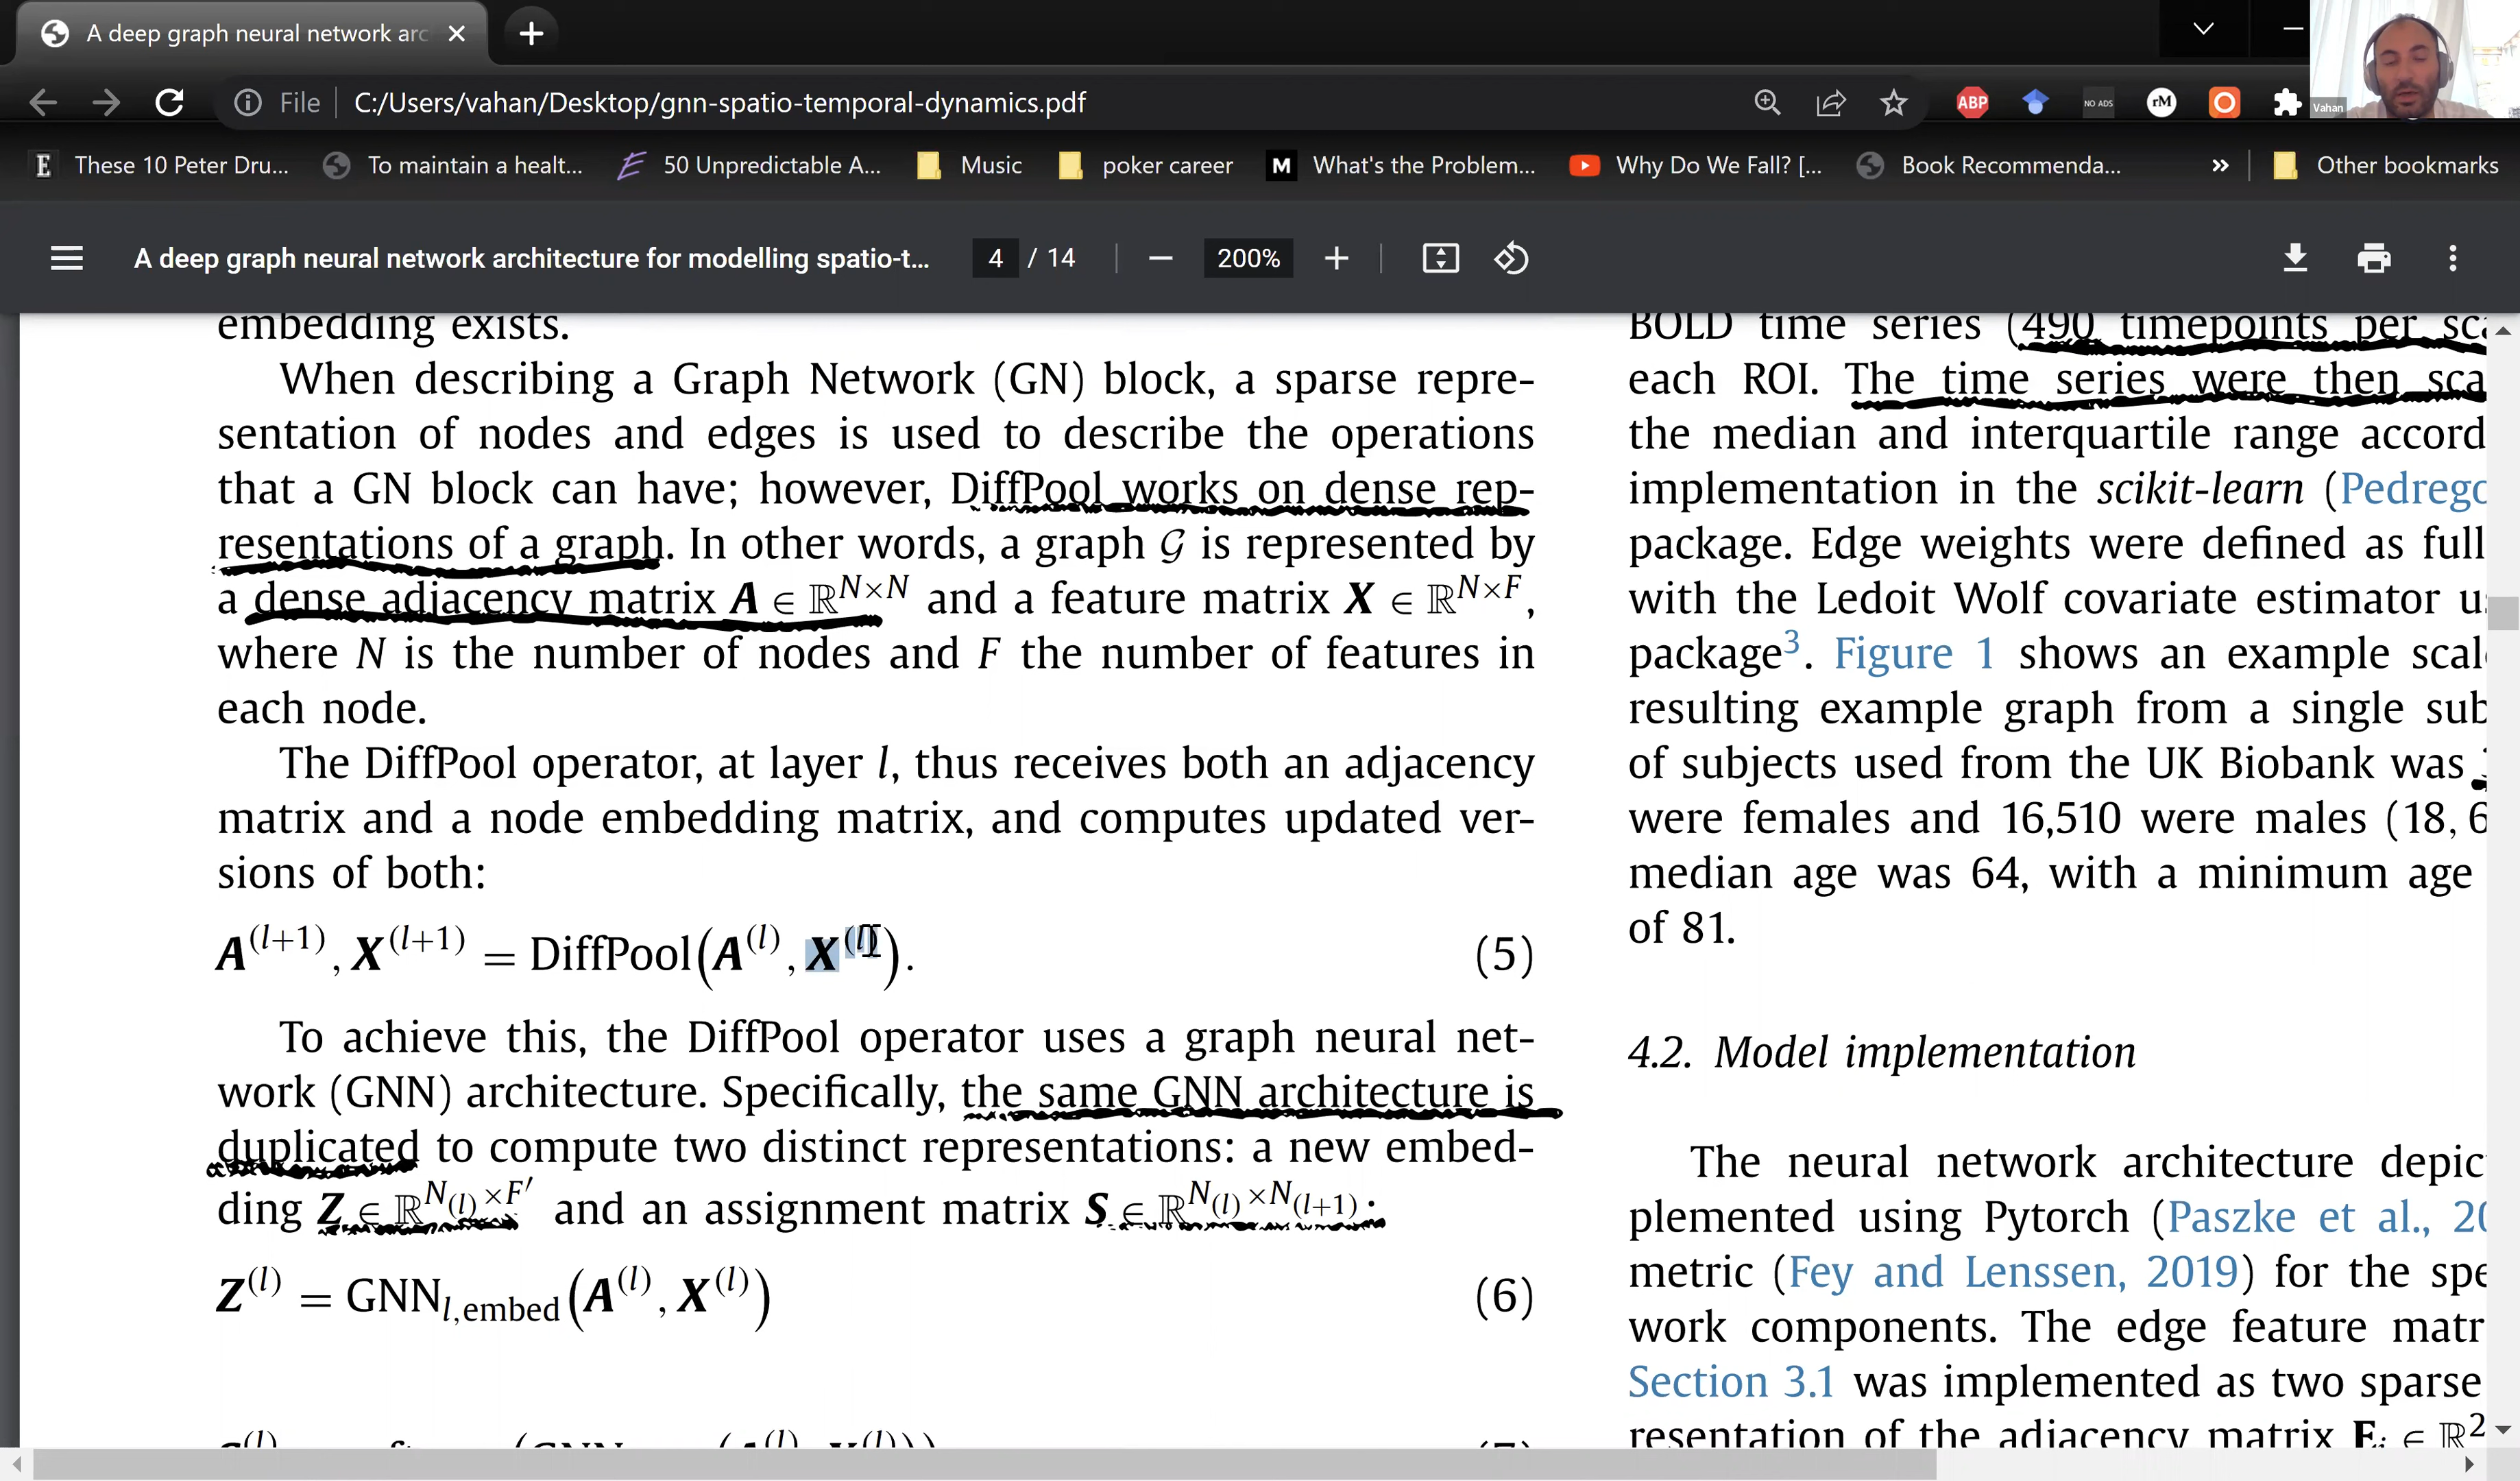 A deep graph neural network arc
File
C:/Users/vahan/Desktop/gnn-spatio-temporal-dynamics.pdf
ABP
NO ADS
rM
Vahan
E These 10 Peter Dru...
To maintain a healt...
50 Unpredictable A...
Music
poker career
M What's the Problem...
Why Do We Fall? [...
Book Recommenda...
»
Other bookmarks
A deep graph neural network architecture for modelling spatio-t...
4 / 14
200%
embedding exists.
When describing a Graph Network (GN) block, a sparse repre-
sentation of nodes and edges is used to describe the operations
that a GN block can have; however, DiffPool works on dense rep-
resentations of a graph. In other words, a graph 𝒢 is represented by
a dense adjacency matrix A ∈ ℝ^{N×N} and a feature matrix X ∈ ℝ^{N×F},
where N is the number of nodes and F the number of features in
each node.
The DiffPool operator, at layer l, thus receives both an adjacency
matrix and a node embedding matrix, and computes updated ver-
sions of both:
A^{(l+1)}, X^{(l+1)} = DiffPool(A^{(l)}, X^{(l)}). (5)
To achieve this, the DiffPool operator uses a graph neural net-
work (GNN) architecture. Specifically, the same GNN architecture is
duplicated to compute two distinct representations: a new embed-
ding Z ∈ ℝ^{N_{(l)}×F′} and an assignment matrix S ∈ ℝ^{N_{(l)}×N_{(l+1)}}:
Z^{(l)} = GNN_{l,embed}(A^{(l)}, X^{(l)}) (6)
BOLD time series (490 timepoints per sc
each ROI. The time series were then sca
the median and interquartile range accord
implementation in the scikit-learn (Pedreg
package. Edge weights were defined as full
with the Ledoit Wolf covariate estimator u
package³. Figure 1 shows an example scal
resulting example graph from a single sub
of subjects used from the UK Biobank was
were females and 16,510 were males (18, 6
median age was 64, with a minimum age
of 81.
4.2. Model implementation
The neural network architecture depic
plemented using Pytorch (Paszke et al., 20
metric (Fey and Lenssen, 2019) for the spe
work components. The edge feature matr
Section 3.1 was implemented as two sparse
resentation of the adjacency matrix E_i ∈ ℝ²